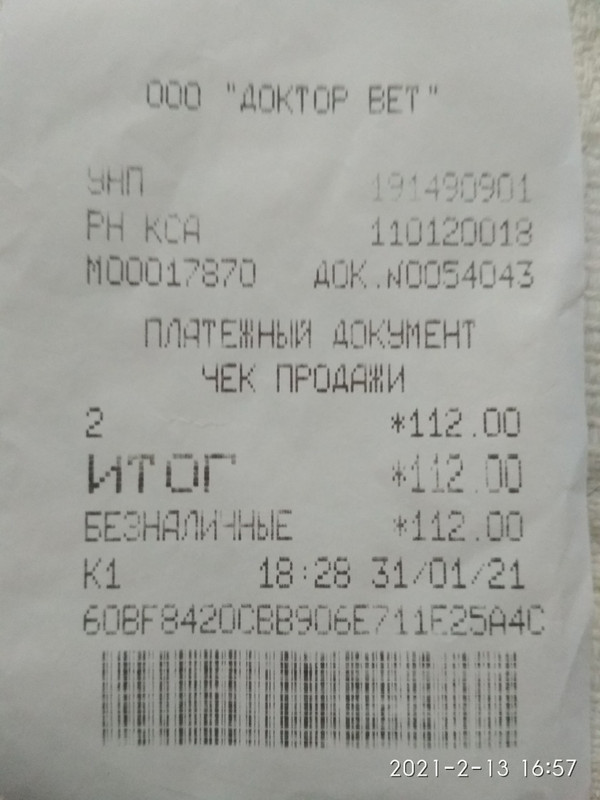 ООО "ДОКТОР ВЕТ"
УНП 191490901
РН КСА 110120018
М00017870 ДОК.N0054043
ПЛАТЕЖНЫЙ ДОКУМЕНТ
ЧЕК ПРОДАЖИ
2 *112.00
ИТОГ *112.00
БЕЗНАЛИЧНЫЕ *112.00
К1 18:28 31/01/21
60BF8420CBB906E711E25A4C
2021-2-13 16:57